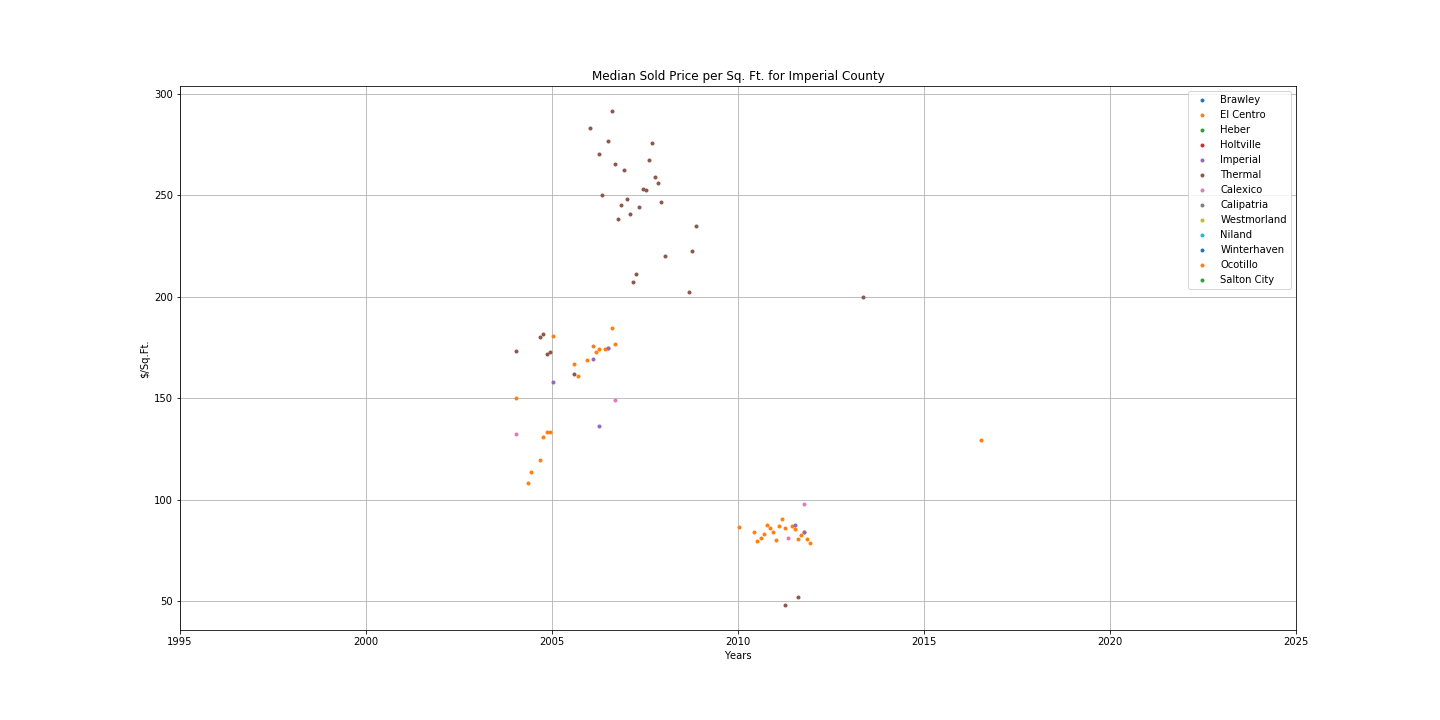 Median Sold Price per Sq. Ft. for Imperial County
300
250
200
150
100
50
$/Sq.Ft.
1995
2000
2005
2010
2015
2020
2025
Years
Brawley
El Centro
Heber
Holtville
Imperial
Thermal
Calexico
Calipatria
Westmorland
Niland
Winterhaven
Ocotillo
Salton City